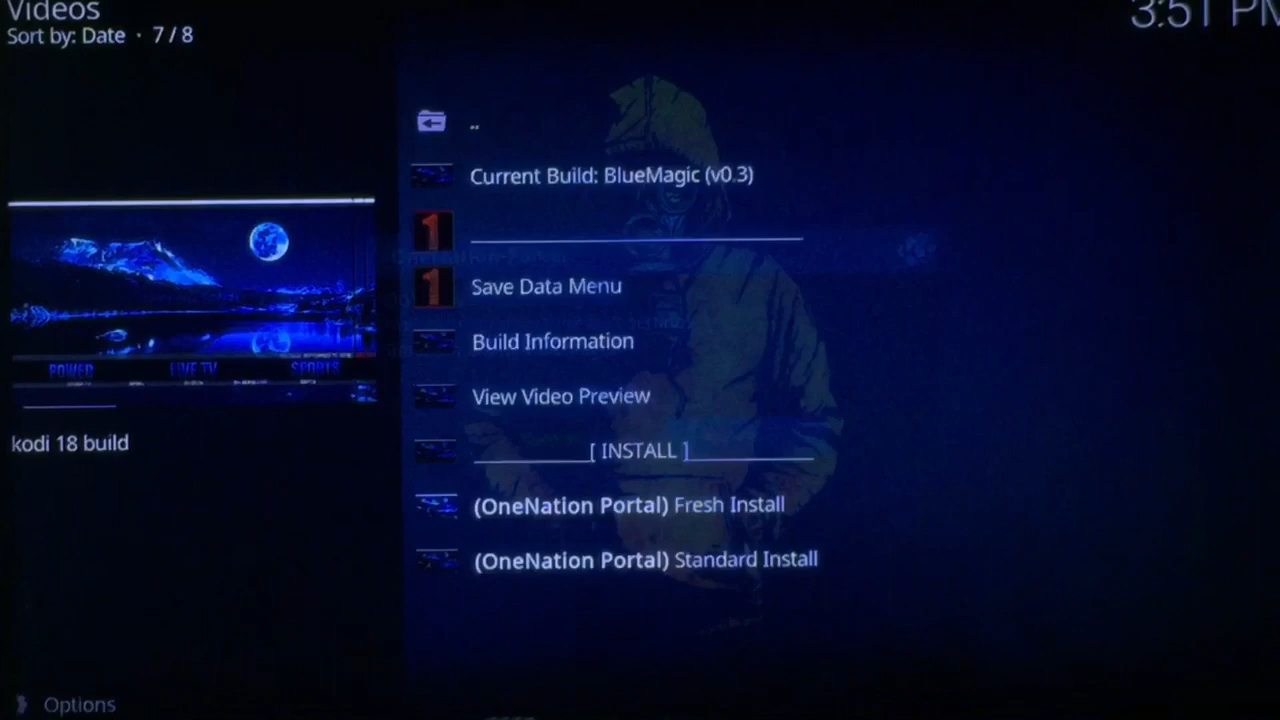 Videos
Sort by: Date · 7 / 8
3:51 PM
..
Current Build: BlueMagic (v0.3)
1
1
Save Data Menu
Build Information
View Video Preview
[ INSTALL ]
(OneNation Portal) Fresh Install
(OneNation Portal) Standard Install
POWER
LIVE TV
SPORTS
kodi 18 build
Options